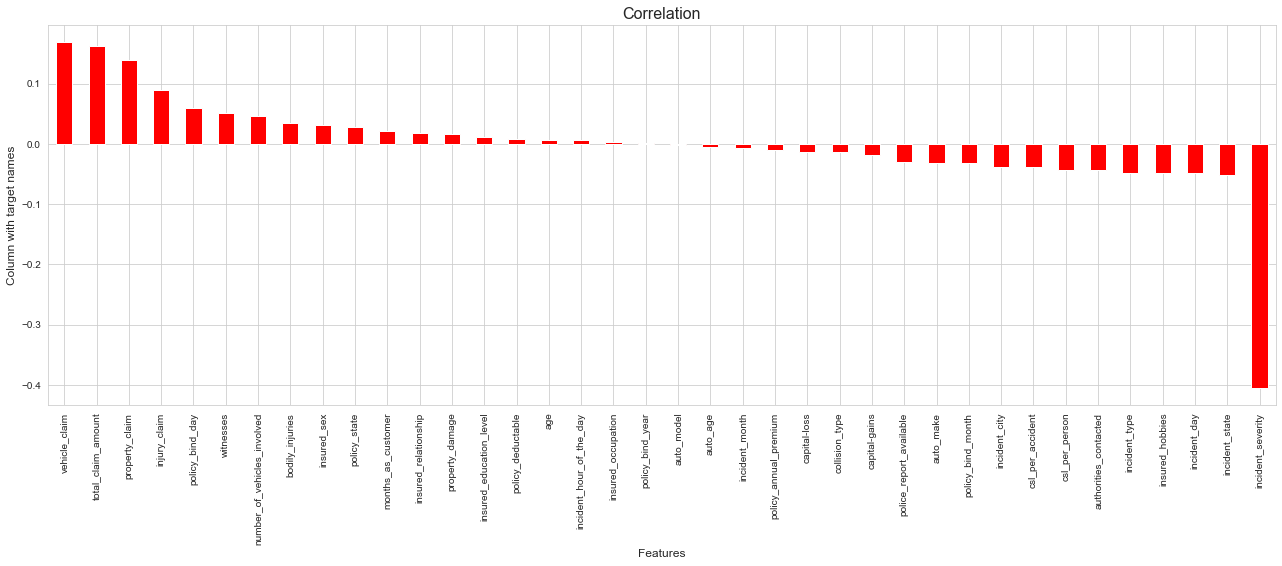 Correlation
Column with target names
0.1
0.0
−0.1
−0.2
−0.3
−0.4
vehicle_claim
total_claim_amount
property_claim
injury_claim
policy_bind_day
witnesses
number_of_vehicles_involved
bodily_injuries
insured_sex
policy_state
months_as_customer
insured_relationship
property_damage
insured_education_level
policy_deductable
age
incident_hour_of_the_day
insured_occupation
policy_bind_year
auto_model
auto_age
incident_month
policy_annual_premium
capital-loss
collision_type
capital-gains
police_report_available
auto_make
policy_bind_month
incident_city
csl_per_accident
csl_per_person
authorities_contacted
incident_type
insured_hobbies
incident_day
incident_state
incident_severity
Features